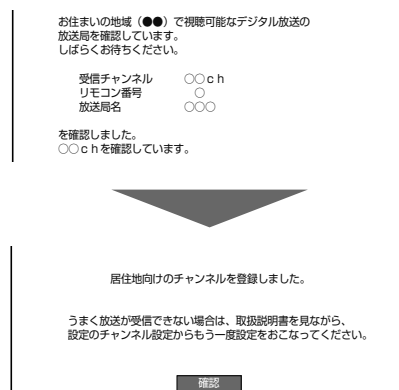 お住まいの地域（●●）で視聴可能なデジタル放送の
放送局を確認しています。
しばらくお待ちください。
受信チャンネル　○○ｃｈ
リモコン番号　○
放送局名　○○○
を確認しました。
○○ｃｈを確認しています。
居住地向けのチャンネルを登録しました。
うまく放送が受信できない場合は、取扱説明書を見ながら、
設定のチャンネル設定からもう一度設定をおこなってください。
確認